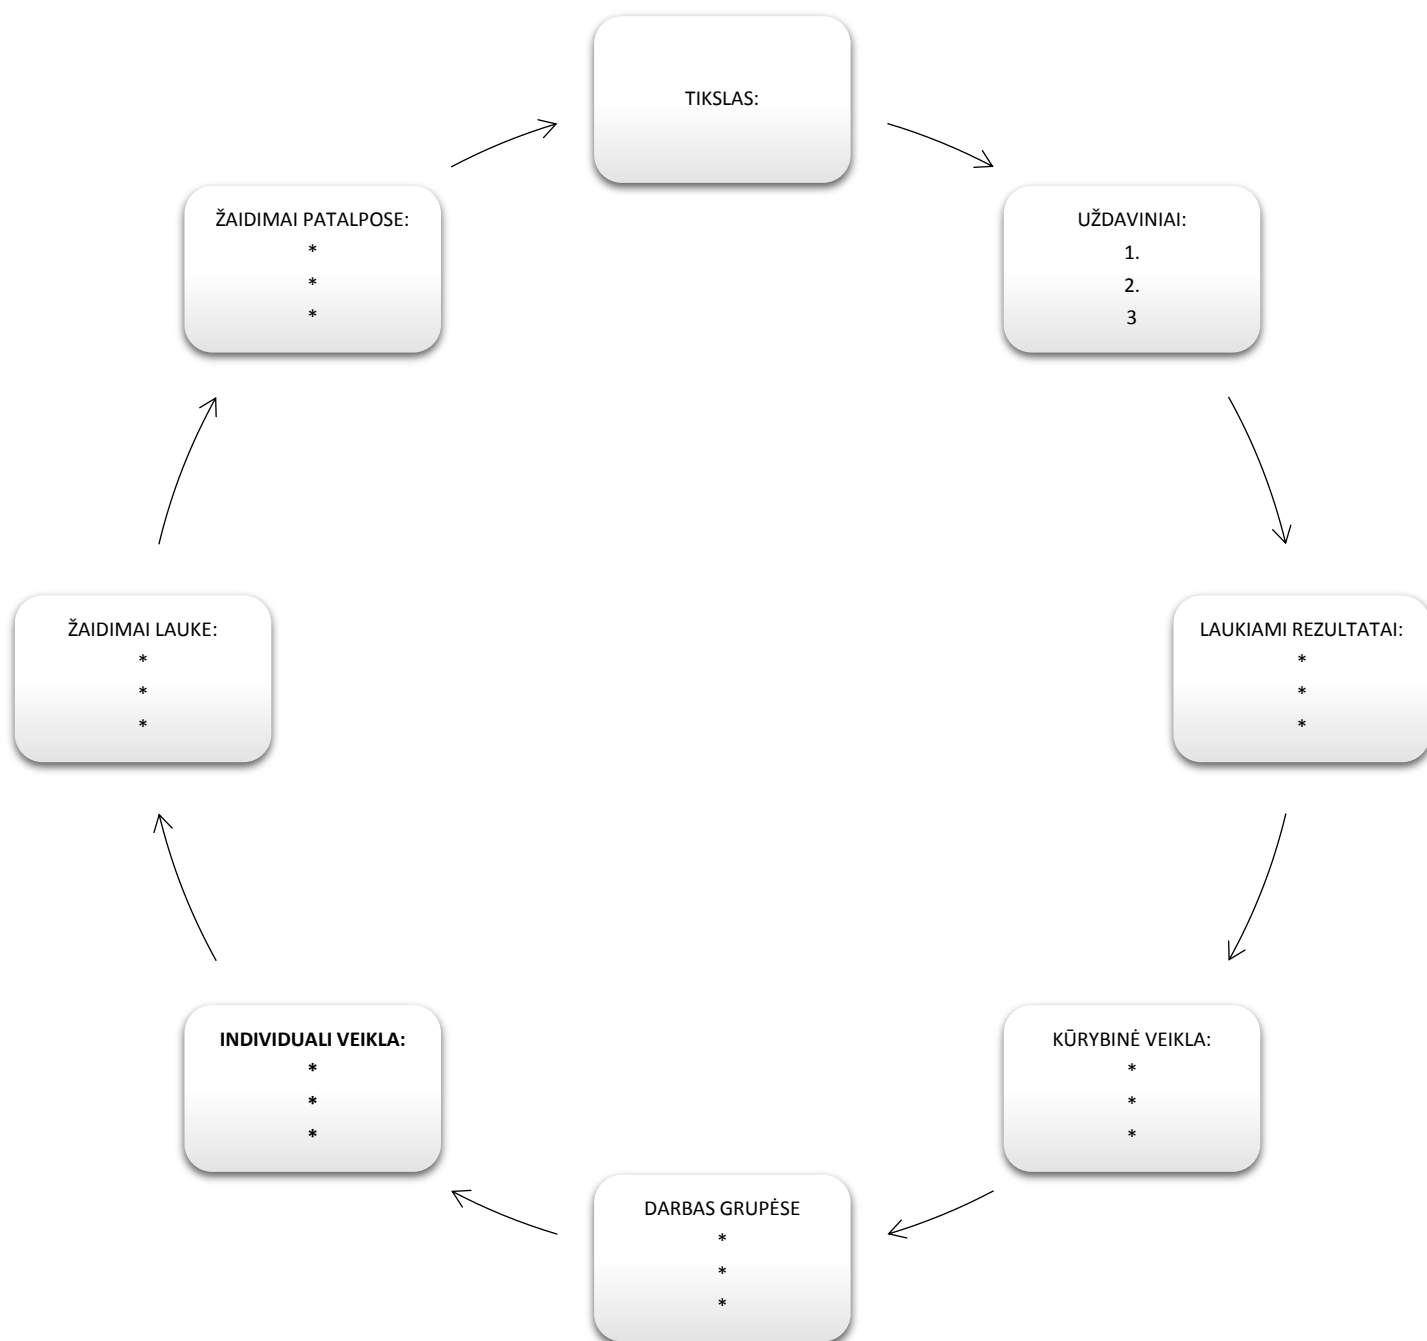 TIKSLAS:
UŽDAVINIAI:
1.
2.
3
LAUKIAMI REZULTATAI:
*
*
*
KŪRYBINĖ VEIKLA:
*
*
*
DARBAS GRUPĖSE
*
*
*
INDIVIDUALI VEIKLA:
*
*
*
ŽAIDIMAI LAUKE:
*
*
*
ŽAIDIMAI PATALPOSE:
*
*
*